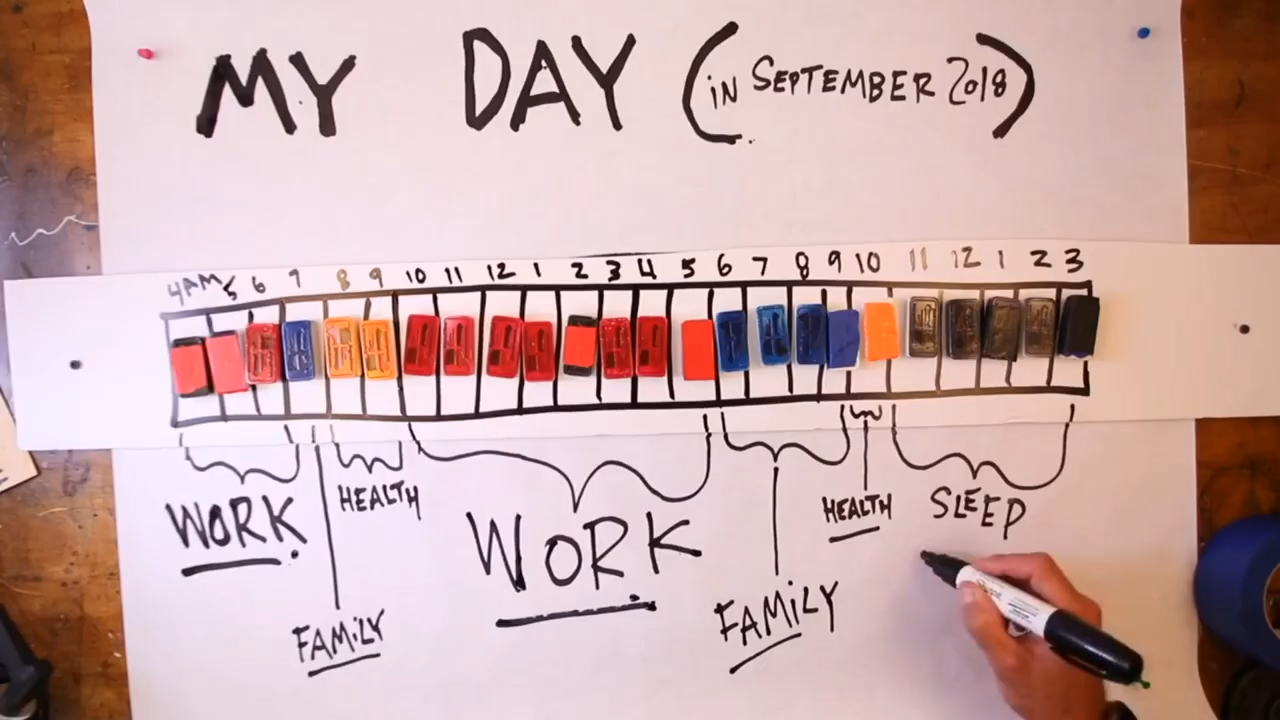 MY DAY (IN SEPTEMBER 2018)
4AM 5 6 7 8 9 10 11 12 1 2 3 4 5 6 7 8 9 10 11 12 1 2 3
WORK HEALTH WORK HEALTH SLEEP
FAMILY FAMILY